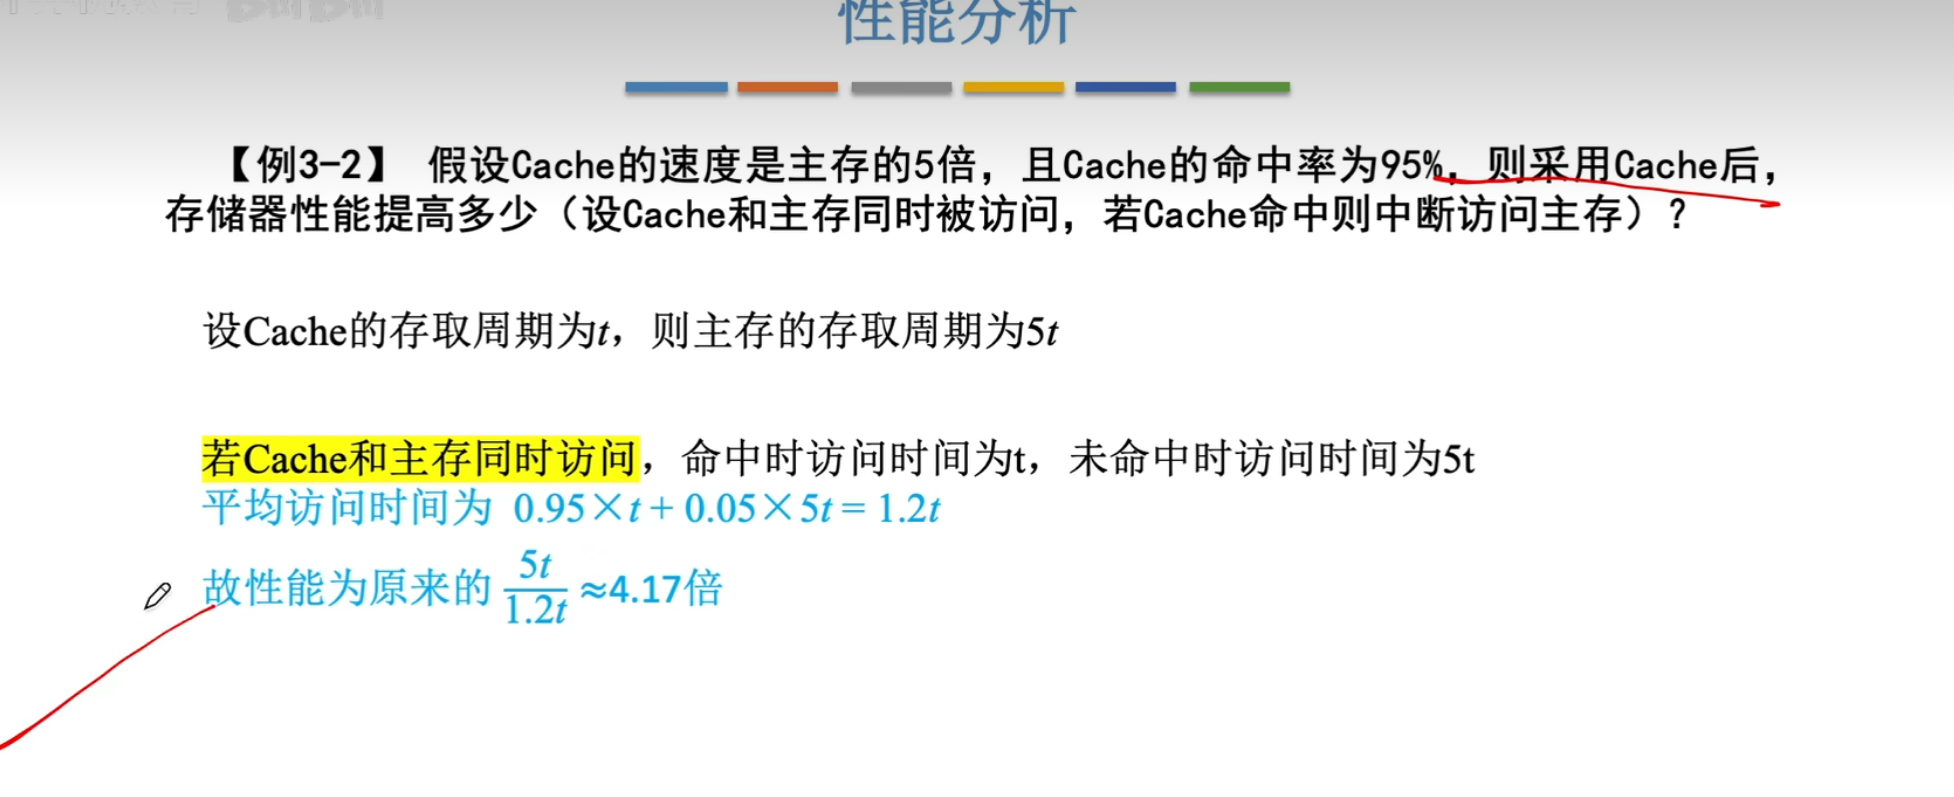 性能分析
【例3-2】 假设Cache的速度是主存的5倍，且Cache的命中率为95%，则采用Cache后，
存储器性能提高多少（设Cache和主存同时被访问，若Cache命中则中断访问主存）？
设Cache的存取周期为t，则主存的存取周期为5t
若Cache和主存同时访问，命中时访问时间为t，未命中时访问时间为5t
平均访问时间为 0.95×t + 0.05×5t = 1.2t
故性能为原来的 5t/1.2t ≈4.17倍